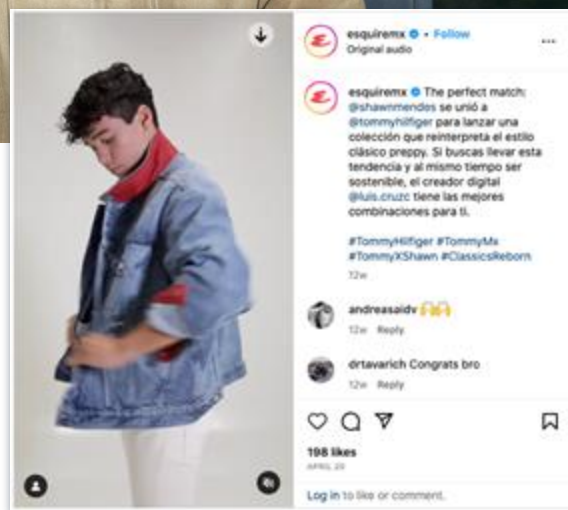 esquiremx • Follow
Original audio
esquiremx The perfect match:
@shawnmendes se unió a
@tommyhilfiger para lanzar una
colección que reinterpreta el estilo
clásico preppy. Si buscas llevar esta
tendencia y al mismo tiempo ser
sostenible, el creador digital
@luis.cruzc tiene las mejores
combinaciones para ti.
#TommyHilfiger #TommyMx
#TommyXShawn #ClassicsReborn
12w
andreasaidv
12w Reply
drtavarich Congrats bro
12w Reply
198 likes
APRIL 20
Log in to like or comment.